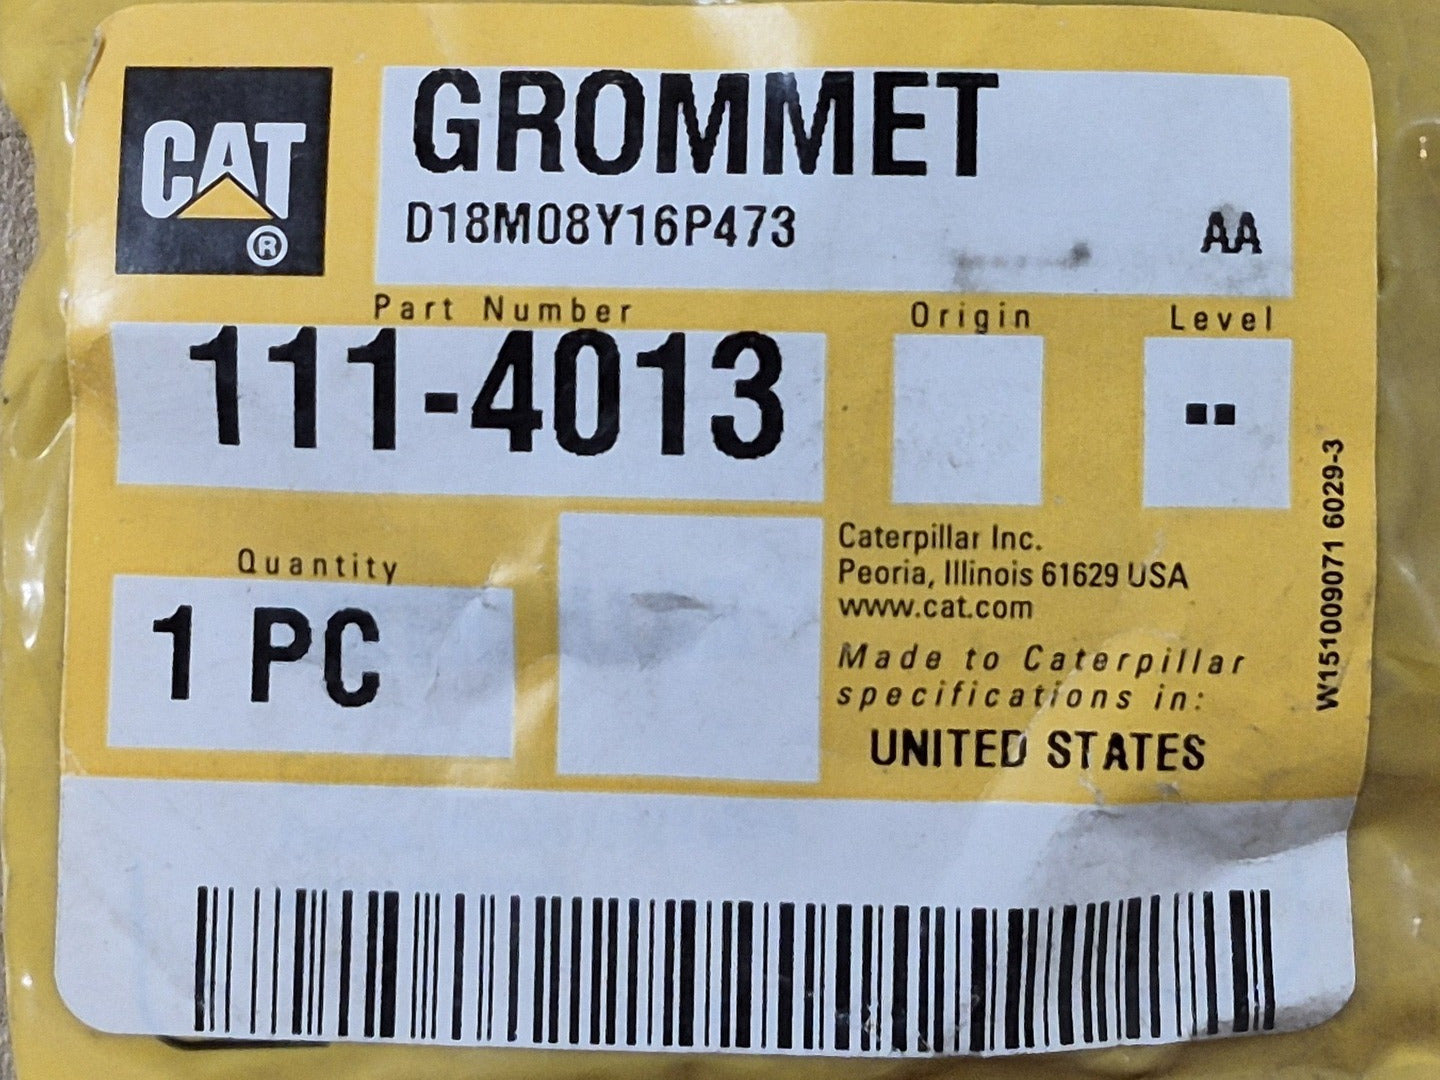 CAT
®
GROMMET
D18M08Y16P473 AA
Part Number Origin Level
111-4013 --
Quantity
1 PC
Caterpillar Inc.
Peoria, Illinois 61629 USA
www.cat.com
Made to Caterpillar
specifications in:
UNITED STATES
W151009071 6029-3